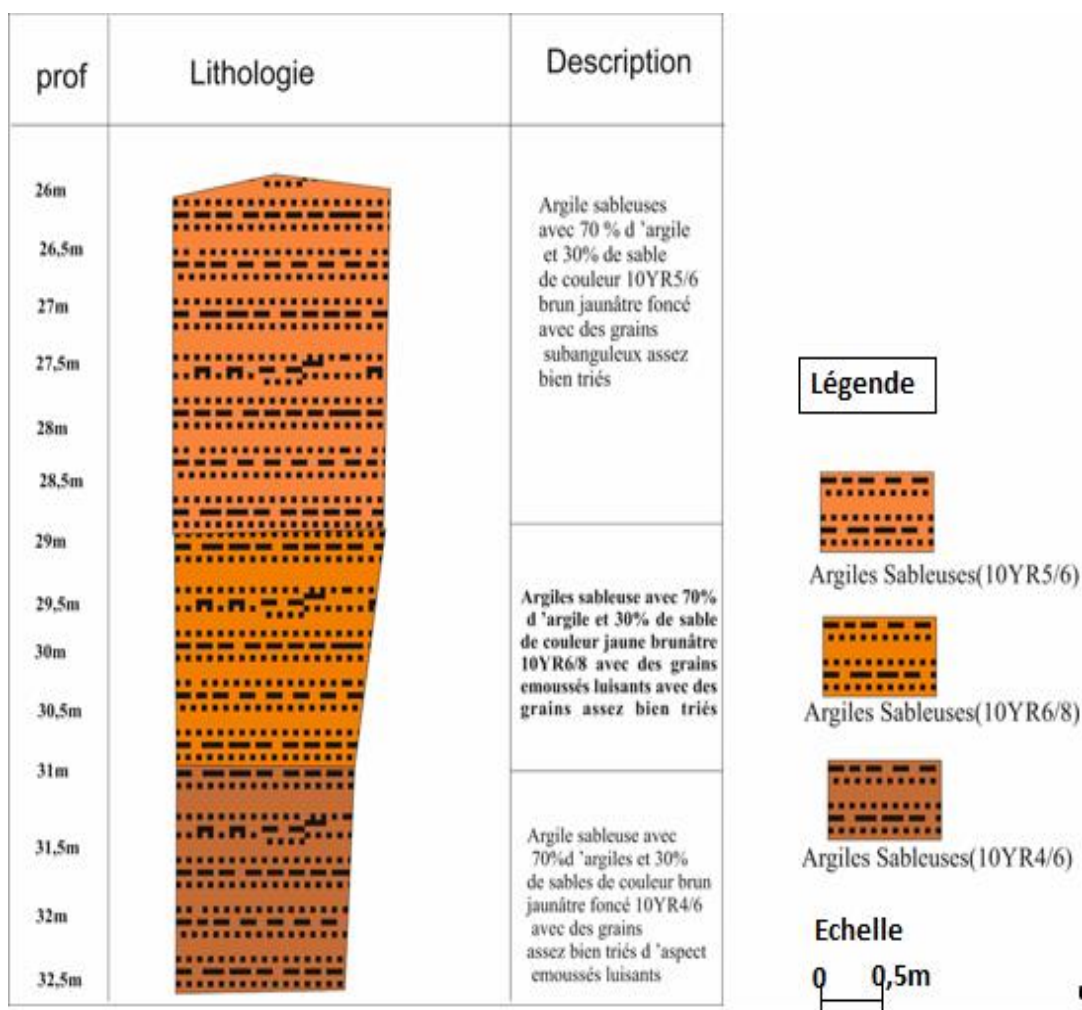 prof
Lithologie
Description
26m
26,5m
27m
27,5m
28m
28,5m
29m
29,5m
30m
30,5m
31m
31,5m
32m
32,5m
Argile sableuses
avec 70 % d 'argile
et 30% de sable
de couleur 10YR5/6
brun jaunâtre foncé
avec des grains
subanguleux assez
bien triés
Argiles sableuse avec 70%
d 'argile et 30% de sable
de couleur jaune brunâtre
10YR6/8 avec des grains
emoussés luisants avec des
grains assez bien triés
Argile sableuse avec
70%d 'argiles et 30%
de sables de couleur brun
jaunâtre foncé 10YR4/6
avec des grains
assez bien triés d 'aspect
emoussés luisants
Légende
Argiles Sableuses(10YR5/6)
Argiles Sableuses(10YR6/8)
Argiles Sableuses(10YR4/6)
Echelle
0 0,5m